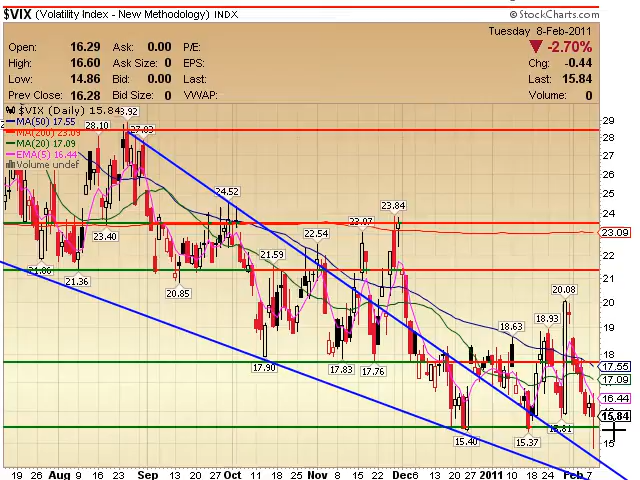 $VIX (Volatility Index - New Methodology) INDX
© StockCharts.com
Tuesday 8-Feb-2011
Open: 16.29 Ask: 0.00 P/E: ▼ -2.70%
High: 16.60 Ask Size: 0 EPS: Chg: -0.44
Low: 14.86 Bid: 0.00 Last: Last: 15.84
Prev Close: 16.28 Bid Size: 0 VWAP: Volume: 0
$VIX (Daily) 15.84
MA(50) 17.55
MA(200) 23.09
MA(20) 17.09
EMA(5) 16.44
Volume undef
28.10
27.03
24.52
23.84
23.07
23.40
22.54
21.59
21.86
21.36
20.85
20.08
18.93
18.63
17.90
17.83
17.76
15.81
15.40
15.37
29
28
27
26
25
24
23.09
22
21
20
19
18
17.55
17.09
16.44
15.84
15
19 26 Aug 9 16 23 Sep 13 20 27 Oct 11 18 25 Nov 8 15 22 Dec 6 13 20 27 2011 10 18 24 Feb 7